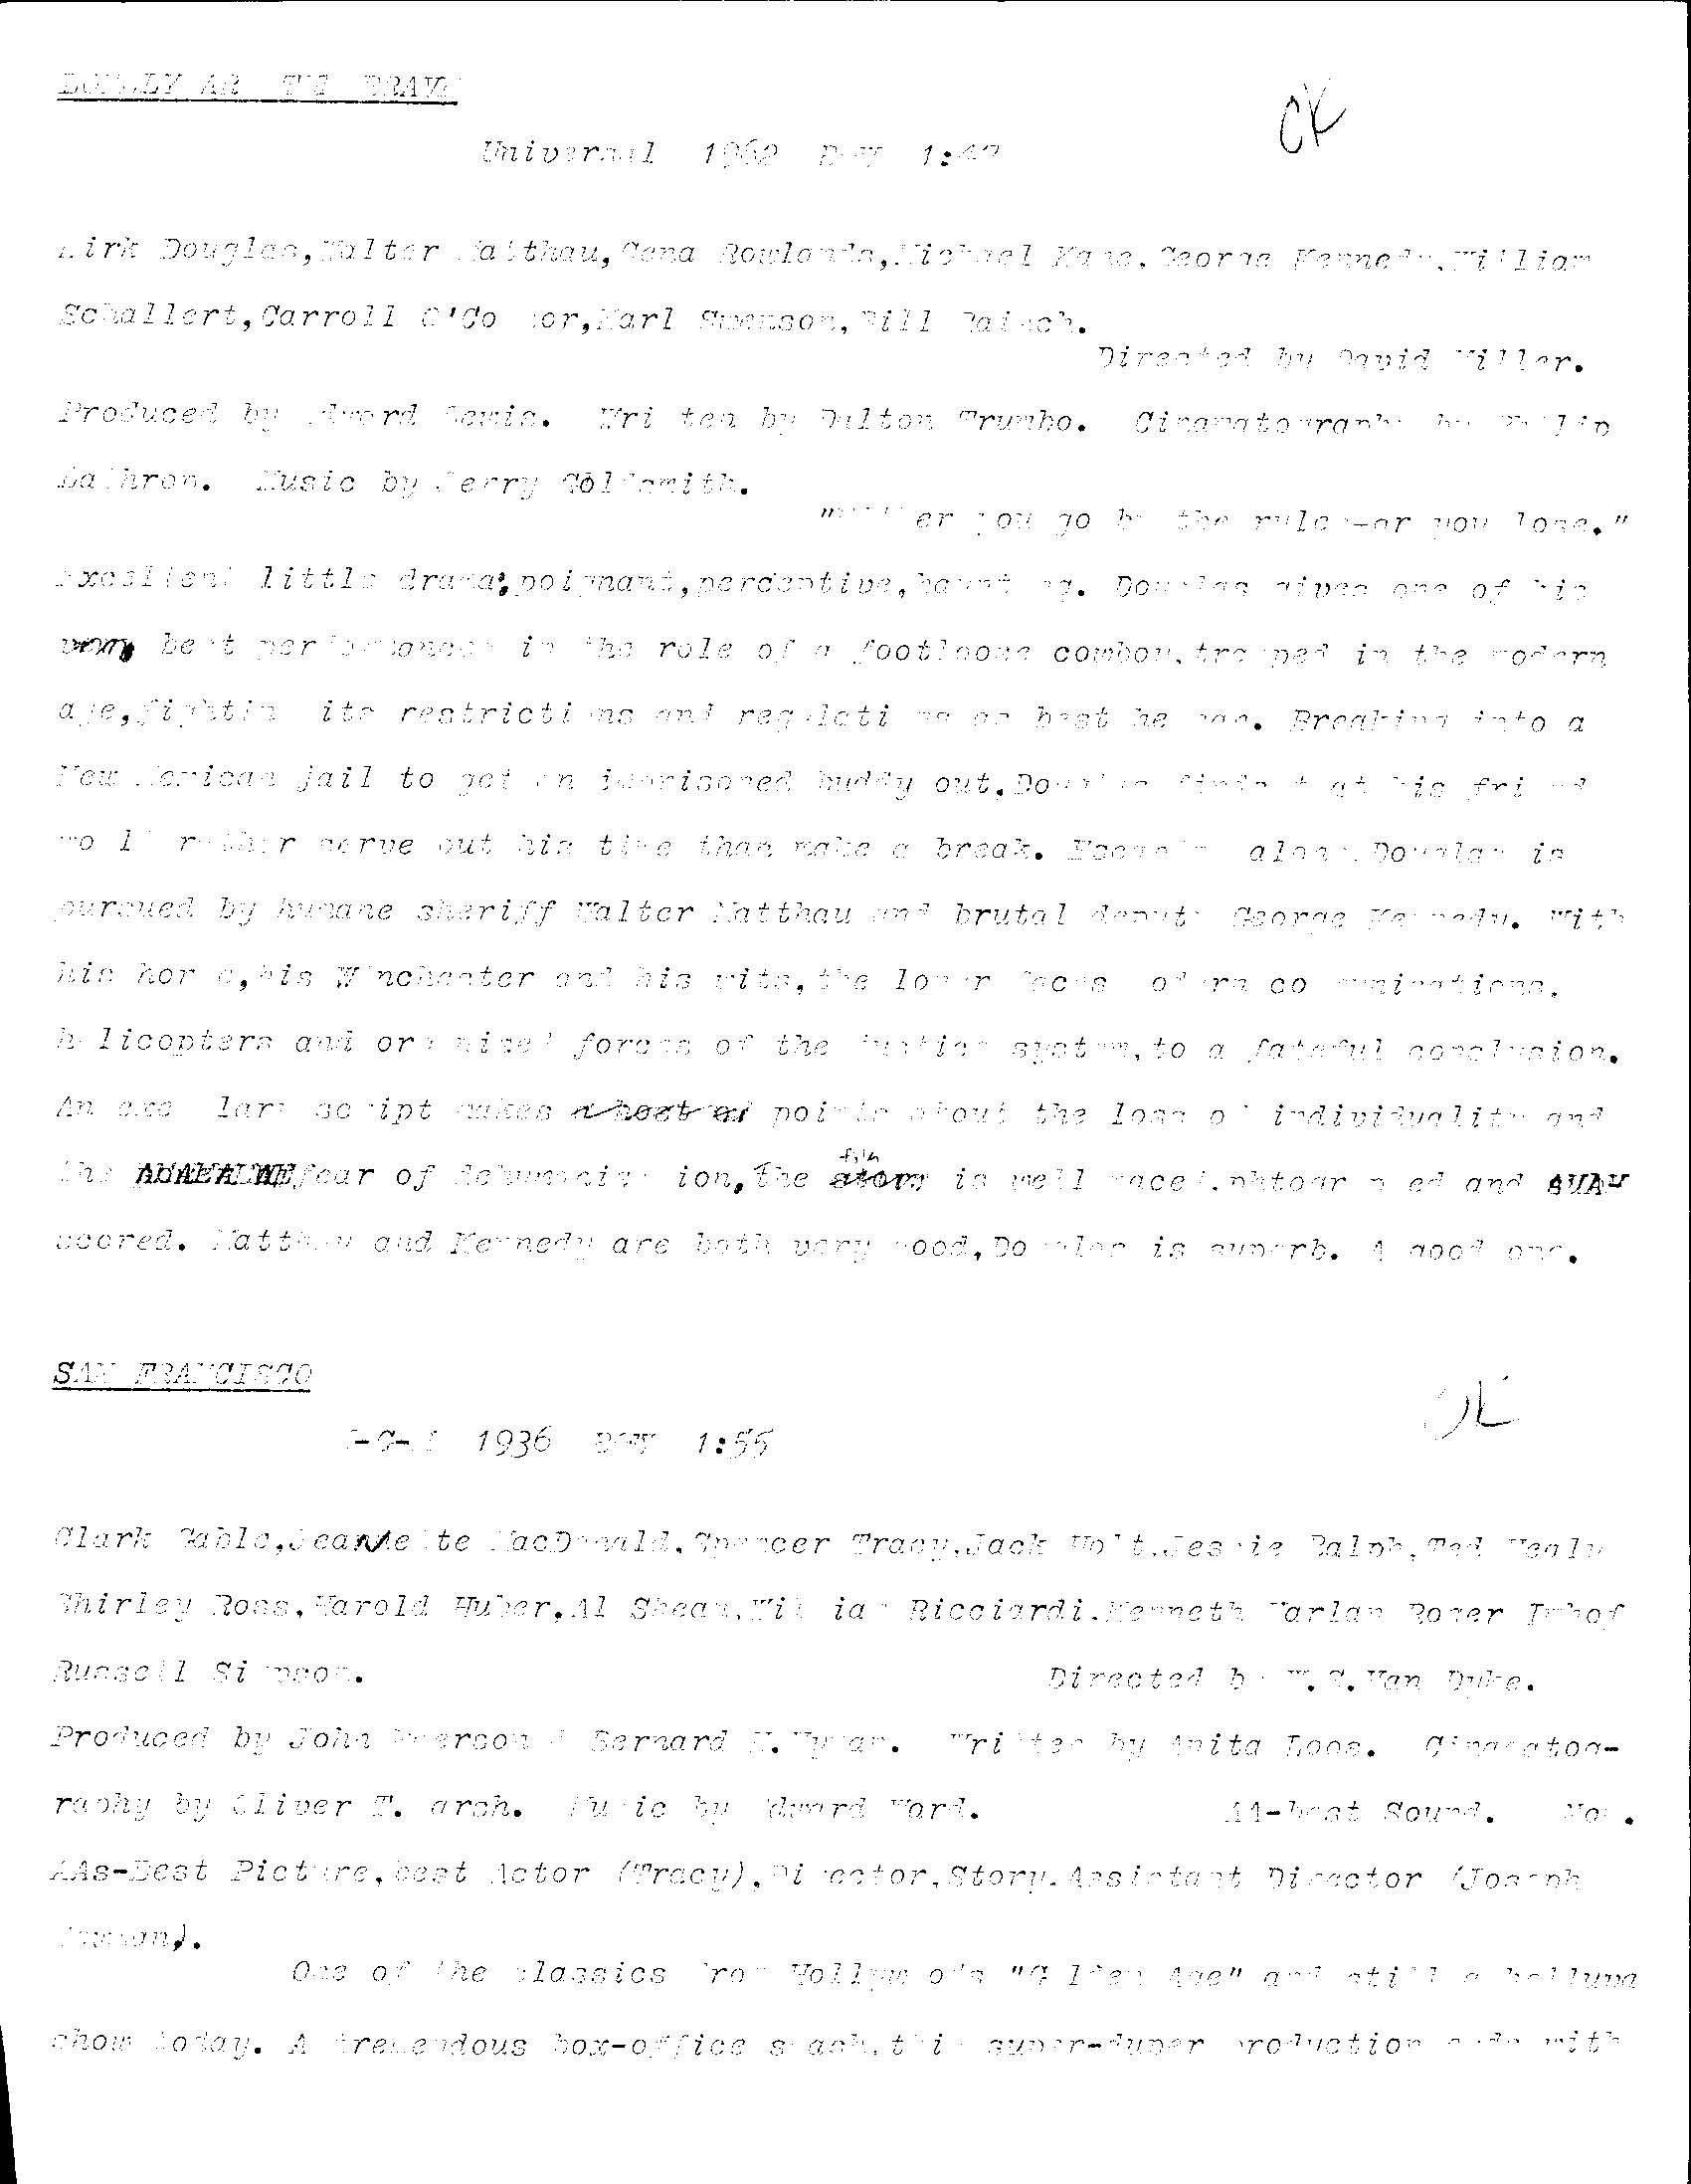 LONELY ARE THE BRAVE
OK
Universal 1962 B&W 1:47
Kirk Douglas,Walter Matthau,Gena Rowlands,Michael Kane,George Kennedy,William
Schallert,Carroll O'Connor,Karl Swenson,Bill Raisch.
Directed by David Miller.
Produced by Edward Lewis. Written by Dalton Trumbo. Cinematography by Philip
Lathrop. Music by Jerry Goldsmith.
er you go by the rules-or you lose."
Excellent little drama;poignant,perceptive,haunting. Douglas gives one of his
very best performances in the role of a footloose cowboy,trapped in the modern
age,fighting its restrictions and regulations as best he can. Breaking into a
New Mexican jail to get an imprisoned buddy out,Douglas finds that his friend
would rather serve out his time than make a break. alone,Douglas is
pursued by humane sheriff Walter Matthau and brutal deputy George Kennedy. With
his horse,his Winchester and his wits,the loner faces modern communications,
helicopters and organized forces of the justice system,to a fateful conclusion.
An script makes a host of points about the loss of individuality and
the fear of dehumanization,the story film is well paced, and
scored. Matthau and Kennedy are both very good,Douglas is superb. A good one.
SAN FRANCISCO
OK
M-G-M 1936 B&W 1:55
Clark Gable,Jeannette MacDonald,Spencer Tracy,Jack Holt,Jessie Ralph,Ted Healy
Shirley Ross,Harold Huber,Al Shean,William Ricciardi,Kenneth Harlan Roger Imhof
Russell Simpson.
Directed by W.S.Van Dyke.
Produced by John Emerson & Bernard H.Hyman. Written by Anita Loos. Cinematog-
raphy by Oliver T. Marsh. Music by Edward Ward. AA-best Sound. Nom.
AAs-Best Picture,best Actor (Tracy),Director,Story,Assistant Director (Joseph
Newman).
One of the classics from Hollywood's "Golden Age" and still a helluva
show today. A tremendous box-office smash,this super-duper production ends with